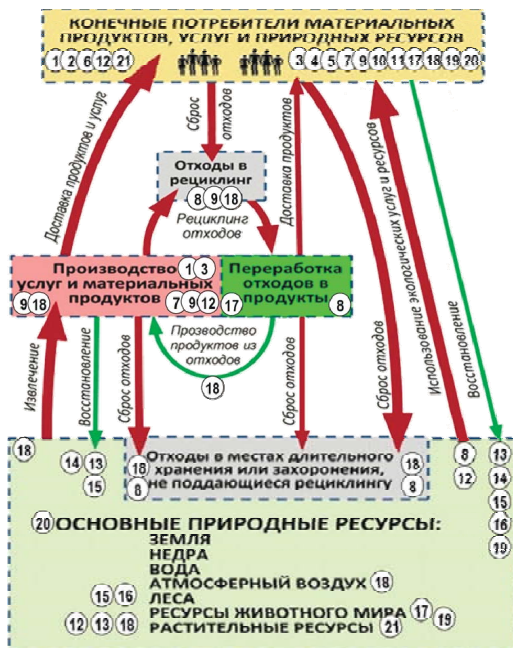 КОНЕЧНЫЕ ПОТРЕБИТЕЛИ МАТЕРИАЛЬНЫХ
ПРОДУКТОВ, УСЛУГ И ПРИРОДНЫХ РЕСУРСОВ
1 2 6 12 21
3 4 5 7 9 10 11 17 18 19 20
Доставка продуктов и услуг
Сброс
отходов
Доставка продуктов
Сброс отходов
Использование экологических услуг и ресурсов
Восстановление
Отходы в
рециклинг
8 9 18
Рециклинг
отходов
Производство 1 3
услуг и материальных
продуктов 7 9 12
9 18
Переработка
отходов в
продукты
17 8
Прозводство
продуктов из
отходов
18
Извлечение
Восстановление
Сброс отходов
Сброс отходов
18
14 13
15
18
8
Отходы в местах длительного
хранения или захоронения,
не поддающиеся рециклингу
18
8
8
12
13
14
15
16
19
20 ОСНОВНЫЕ ПРИРОДНЫЕ РЕСУРСЫ:
ЗЕМЛЯ
НЕДРА
ВОДА
АТМОСФЕРНЫЙ ВОЗДУХ 18
15 16 ЛЕСА
РЕСУРСЫ ЖИВОТНОГО МИРА 17 19
12 13 18 РАСТИТЕЛЬНЫЕ РЕСУРСЫ 21